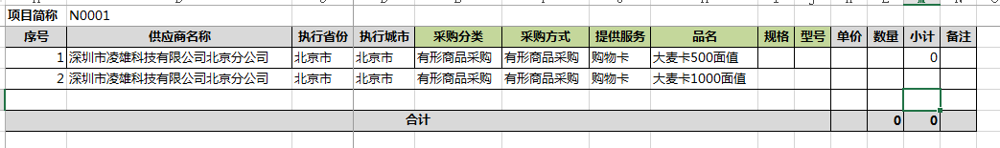 项目简称 N0001
序号 供应商名称 执行省份 执行城市 采购分类 采购方式 提供服务 品名 规格 型号 单价 数量 小计 备注
1 深圳市凌雄科技有限公司北京分公司 北京市 北京市 有形商品采购 有形商品采购 购物卡 大麦卡500面值 0
2 深圳市凌雄科技有限公司北京分公司 北京市 北京市 有形商品采购 有形商品采购 购物卡 大麦卡1000面值
合计 0 0